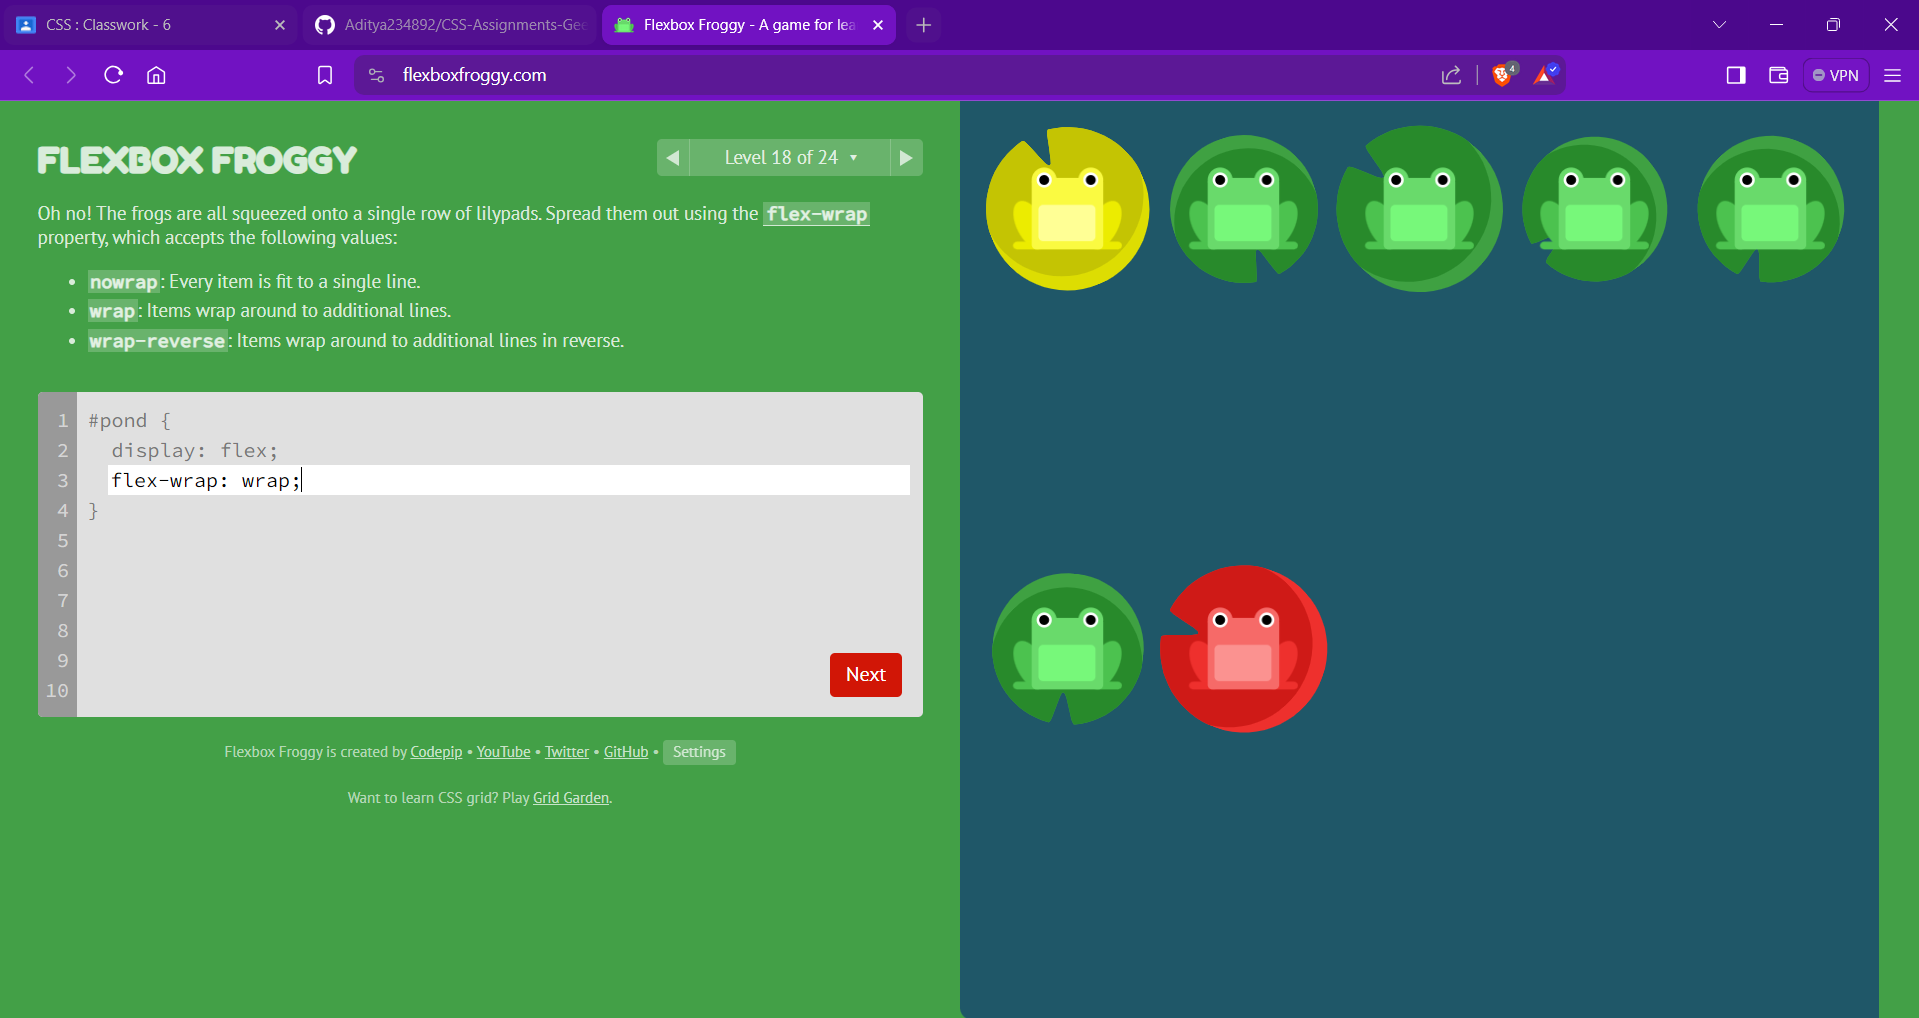 CSS : Classwork - 6
Aditya234892/CSS-Assignments-Gee
Flexbox Froggy - A game for lea
flexboxfroggy.com
4
VPN
FLEXBOX FROGGY
Level 18 of 24
Oh no! The frogs are all squeezed onto a single row of lilypads. Spread them out using the flex-wrap
property, which accepts the following values:
• nowrap: Every item is fit to a single line.
• wrap: Items wrap around to additional lines.
• wrap-reverse: Items wrap around to additional lines in reverse.
1 #pond {
2 display: flex;
3 flex-wrap: wrap;
4 }
5
6
7
8
9
10
Next
Flexbox Froggy is created by Codepip • YouTube • Twitter • GitHub • Settings
Want to learn CSS grid? Play Grid Garden.